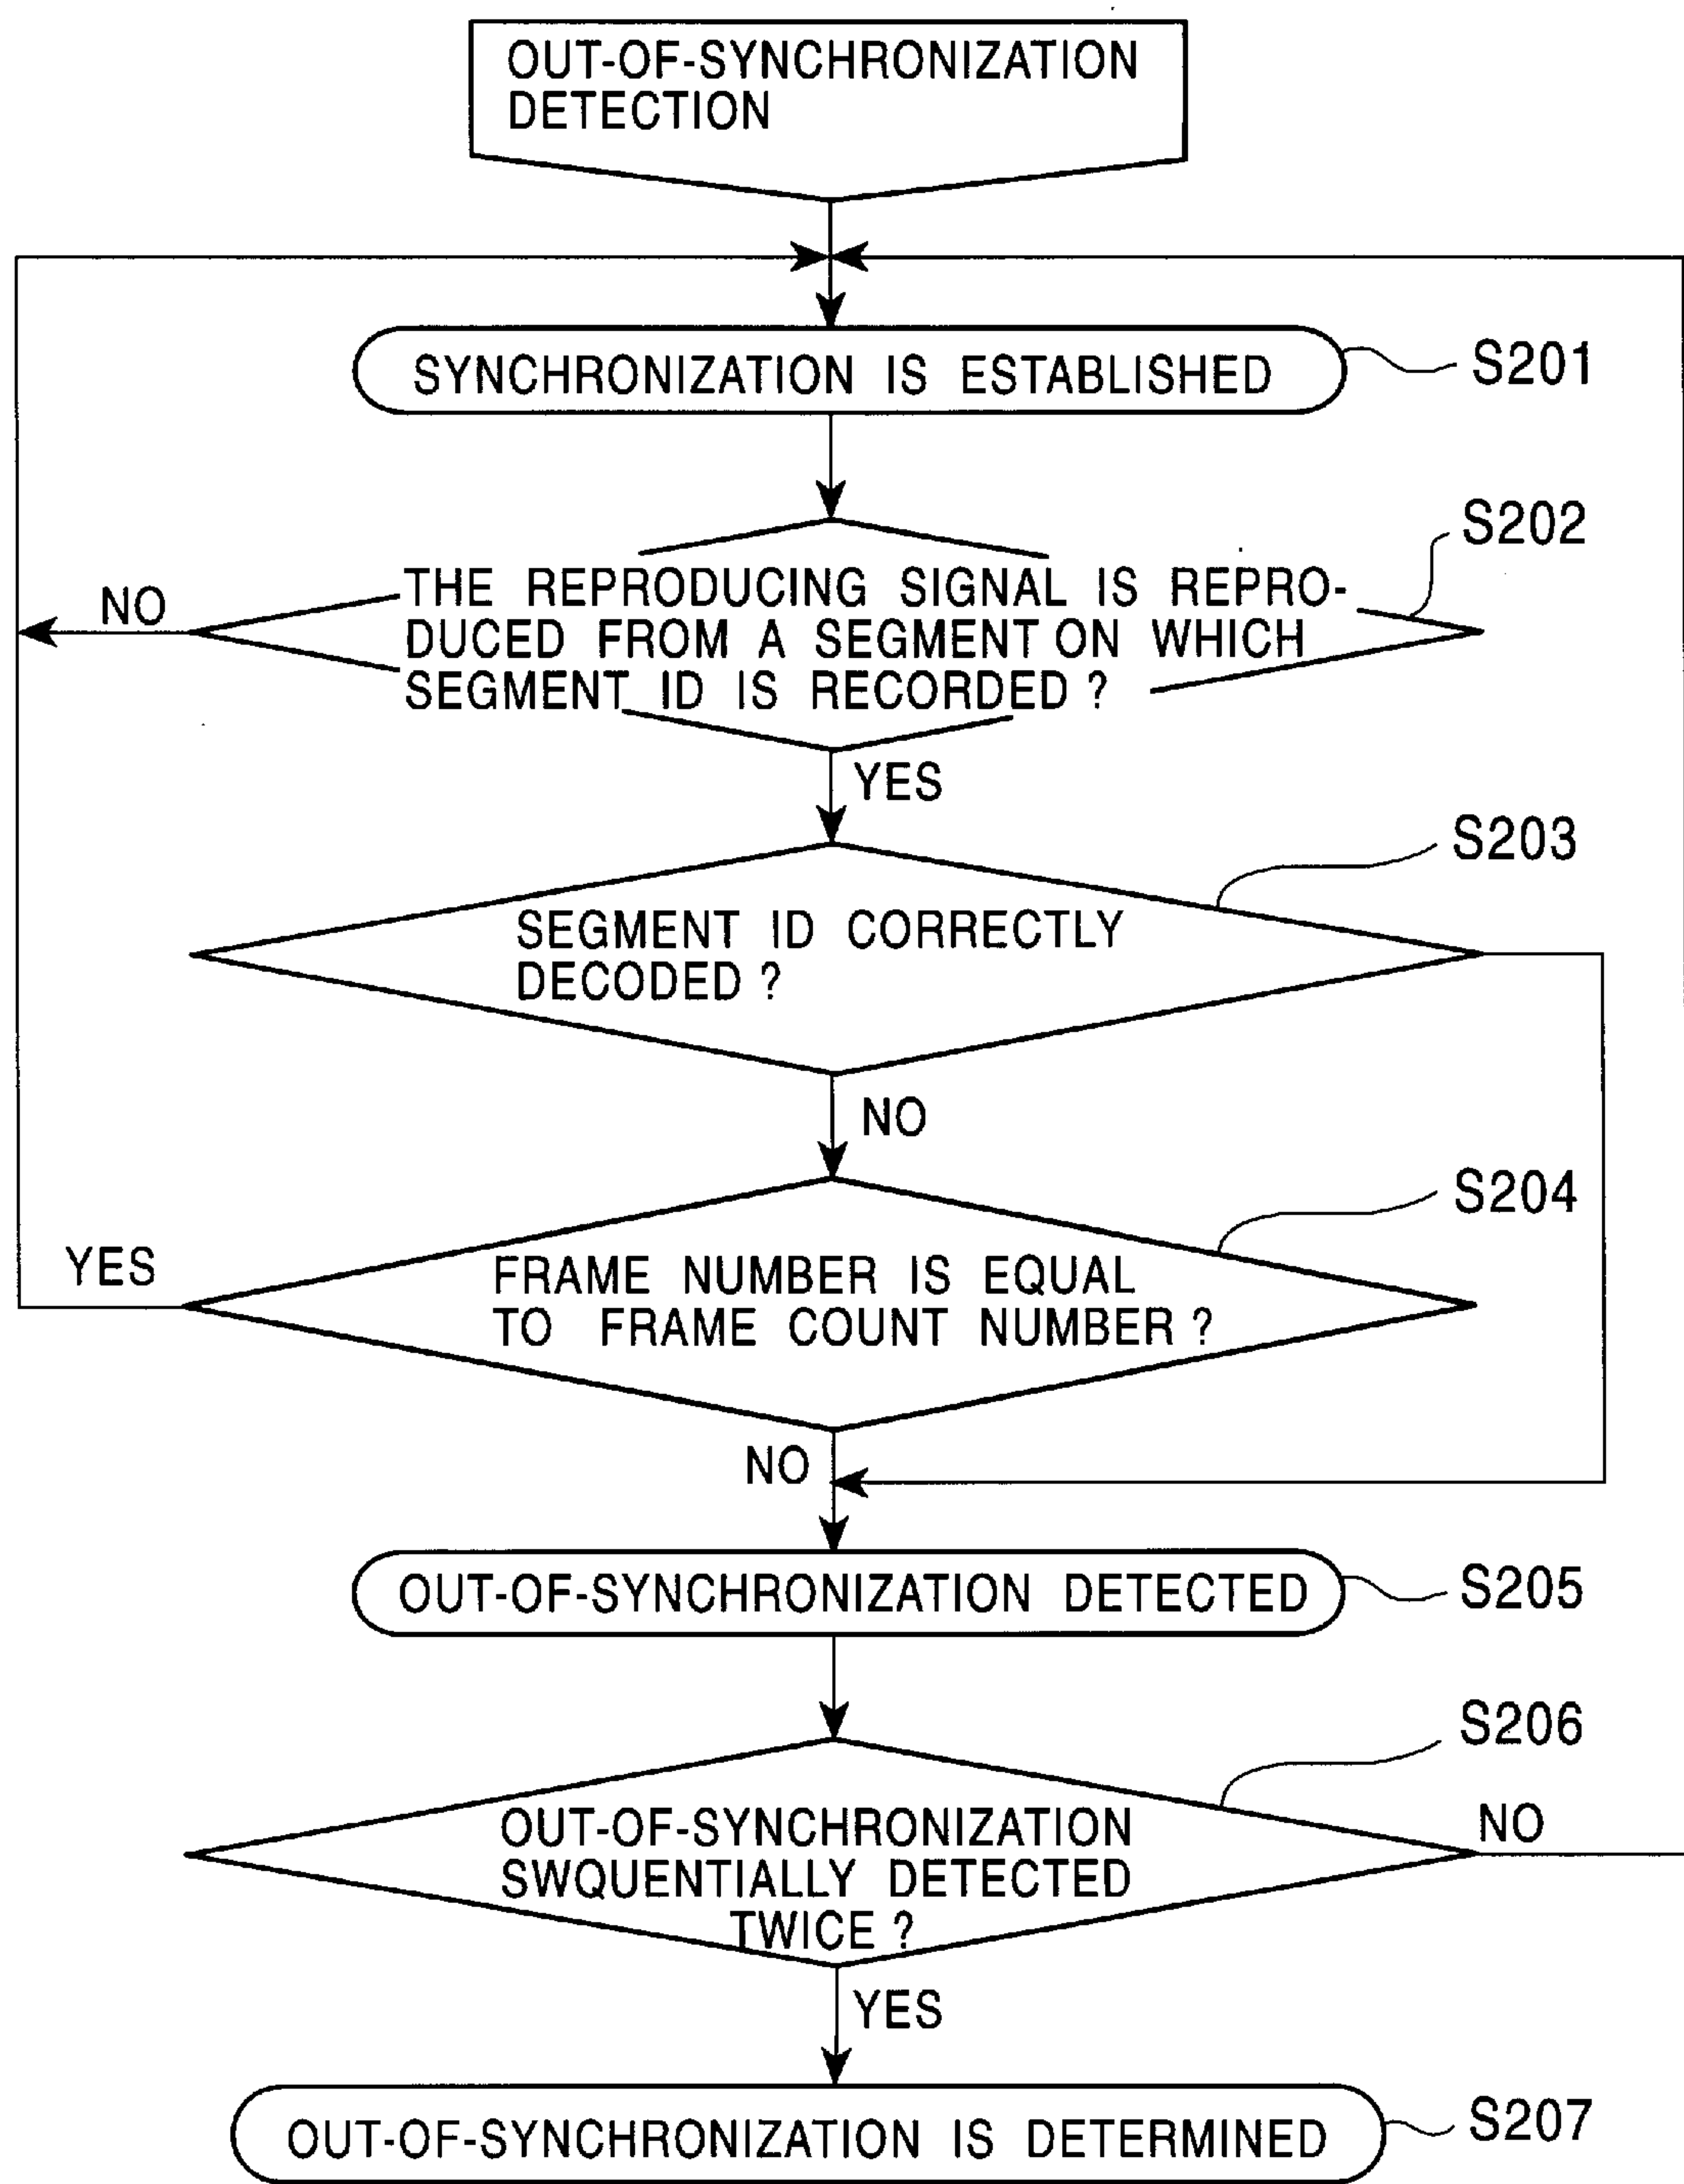 OUT-OF-SYNCHRONIZATION
DETECTION
SYNCHRONIZATION IS ESTABLISHED
S201
S202
NO
THE REPRODUCING SIGNAL IS REPRO-
DUCED FROM A SEGMENT ON WHICH
SEGMENT ID IS RECORDED ?
YES
S203
SEGMENT ID CORRECTLY
DECODED ?
NO
S204
YES
FRAME NUMBER IS EQUAL
TO FRAME COUNT NUMBER ?
NO
OUT-OF-SYNCHRONIZATION DETECTED
S205
S206
OUT-OF-SYNCHRONIZATION
SWQUENTIALLY DETECTED
TWICE ?
NO
YES
OUT-OF-SYNCHRONIZATION IS DETERMINED
S207